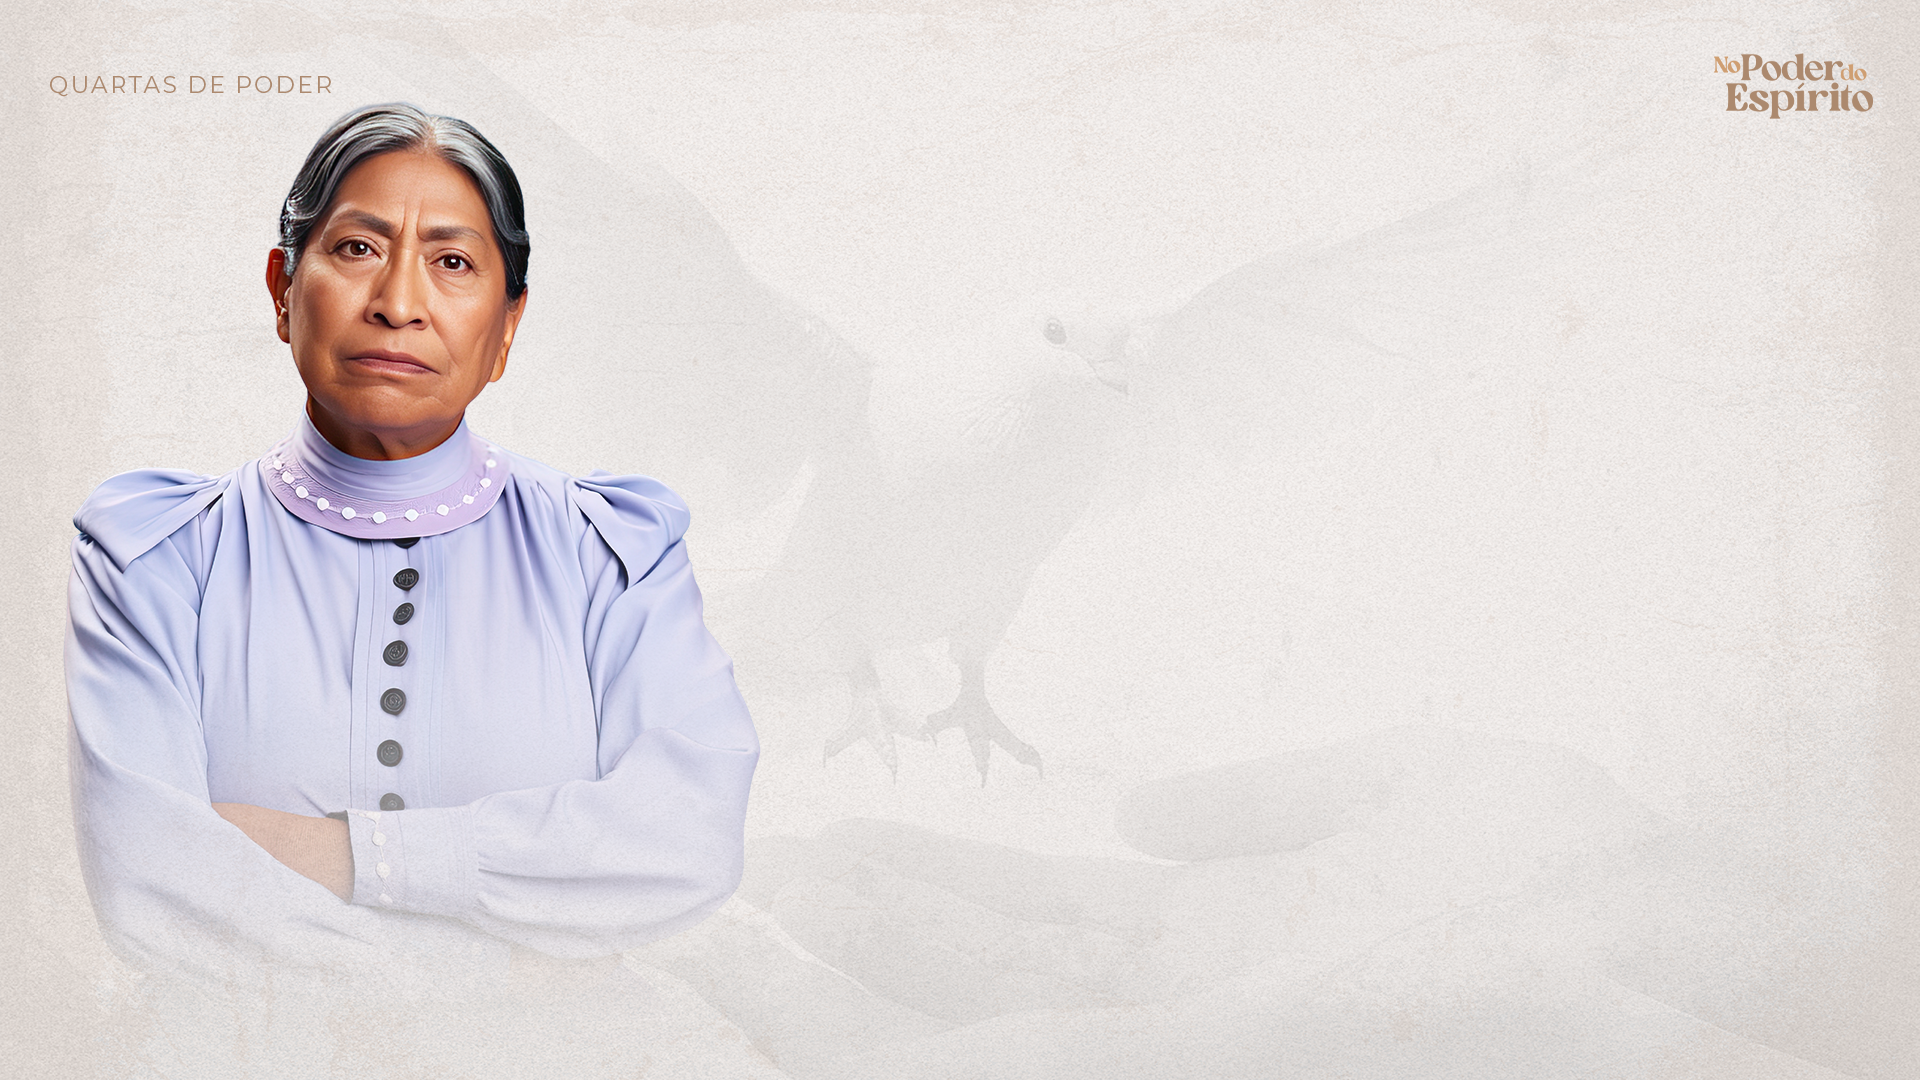 QUARTAS DE PODER
No Poder do
Espírito